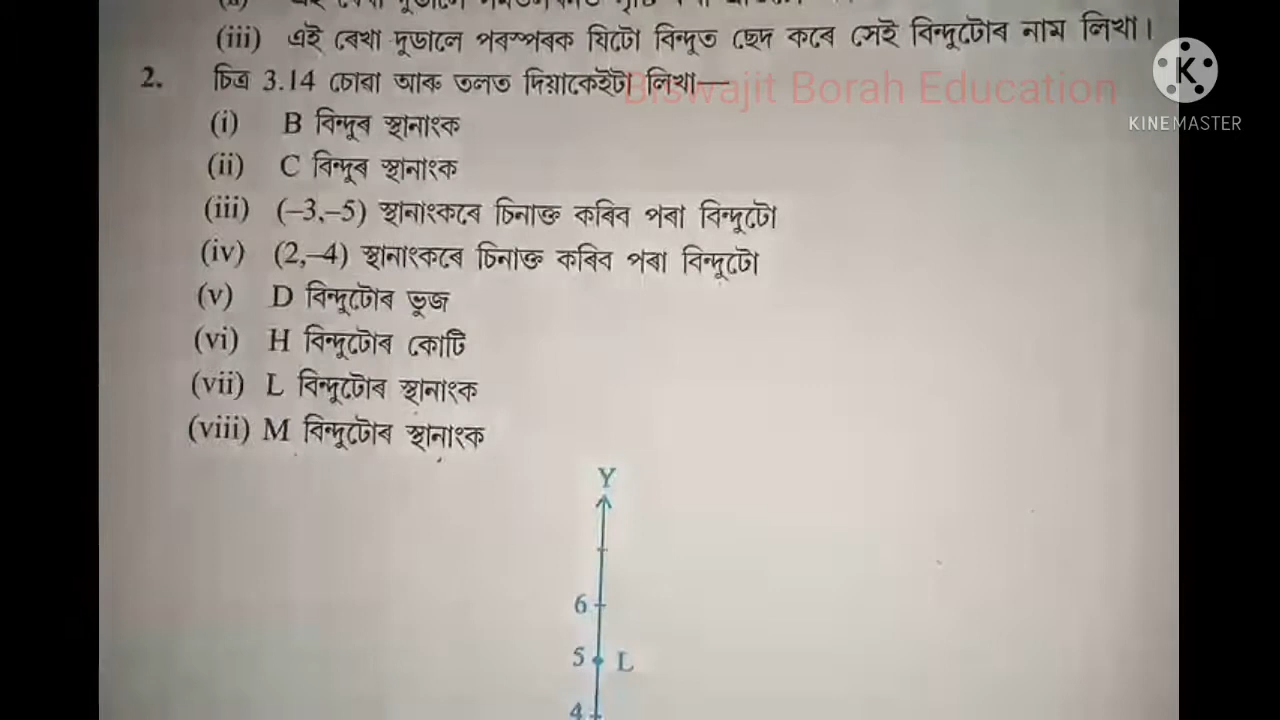 (iii) এই ৰেখা দুডালে পৰস্পৰক যিটো বিন্দুত ছেদ কৰে সেই বিন্দুটোৰ নাম লিখা।
2. চিত্ৰ 3.14 চোৱা আৰু তলত দিয়াকেইটা লিখা—
Biswajit Borah Education
K
KINEMASTER
(i) B বিন্দুৰ স্থানাংক
(ii) C বিন্দুৰ স্থানাংক
(iii) (–3,–5) স্থানাংকৰে চিনাক্ত কৰিব পৰা বিন্দুটো
(iv) (2,–4) স্থানাংকৰে চিনাক্ত কৰিব পৰা বিন্দুটো
(v) D বিন্দুটোৰ ভুজ
(vi) H বিন্দুটোৰ কোটি
(vii) L বিন্দুটোৰ স্থানাংক
(viii) M বিন্দুটোৰ স্থানাংক
Y
6
5 L
4